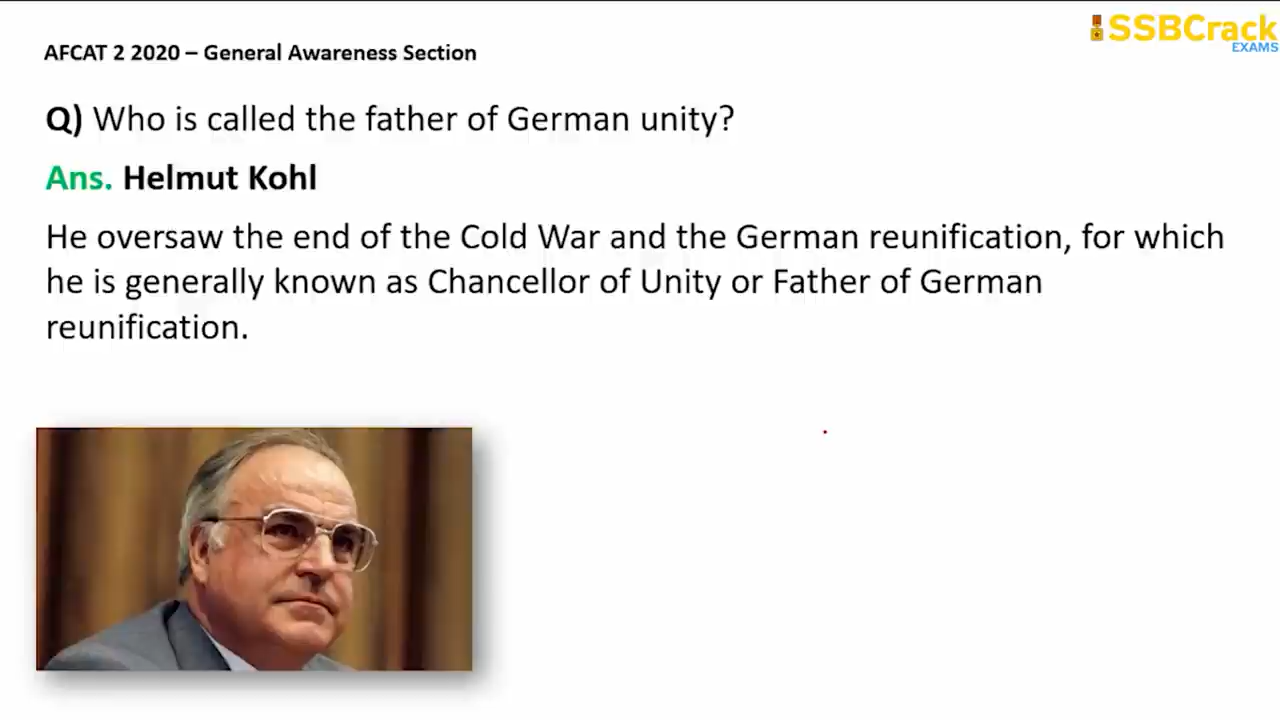 SSBCrack
EXAMS
AFCAT 2 2020 – General Awareness Section
Q) Who is called the father of German unity?
Ans. Helmut Kohl
He oversaw the end of the Cold War and the German reunification, for which
he is generally known as Chancellor of Unity or Father of German
reunification.